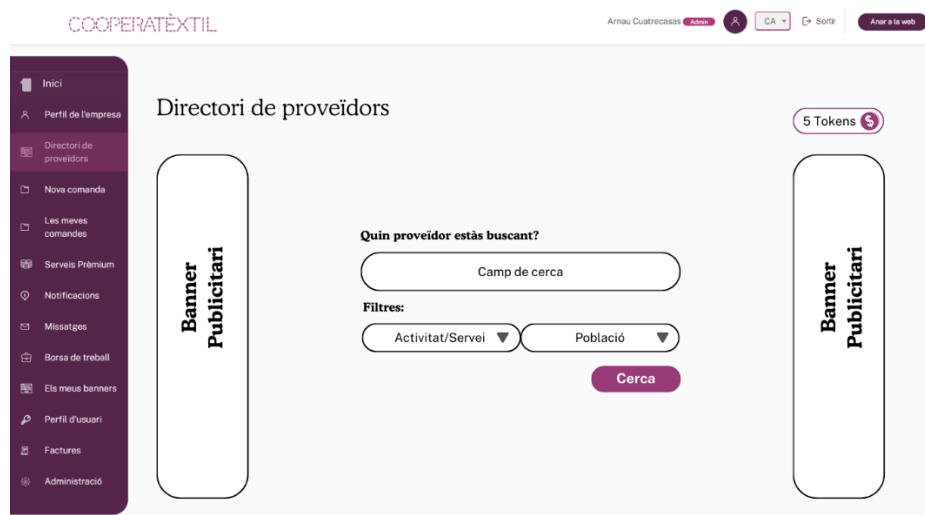 COOPERATÈXTIL
Arnau Cuatrecasas Admin
CA
Sortir
Anar a la web
Inici
Perfil de l'empresa
Directori de
proveïdors
Nova comanda
Les meves
comandes
Serveis Prèmium
Notificacions
Missatges
Borsa de treball
Els meus banners
Perfil d'usuari
Factures
Administració
Directori de proveïdors
5 Tokens $
Banner
Publicitari
Quin proveïdor estàs buscant?
Camp de cerca
Filtres:
Activitat/Servei
Població
Cerca
Banner
Publicitari